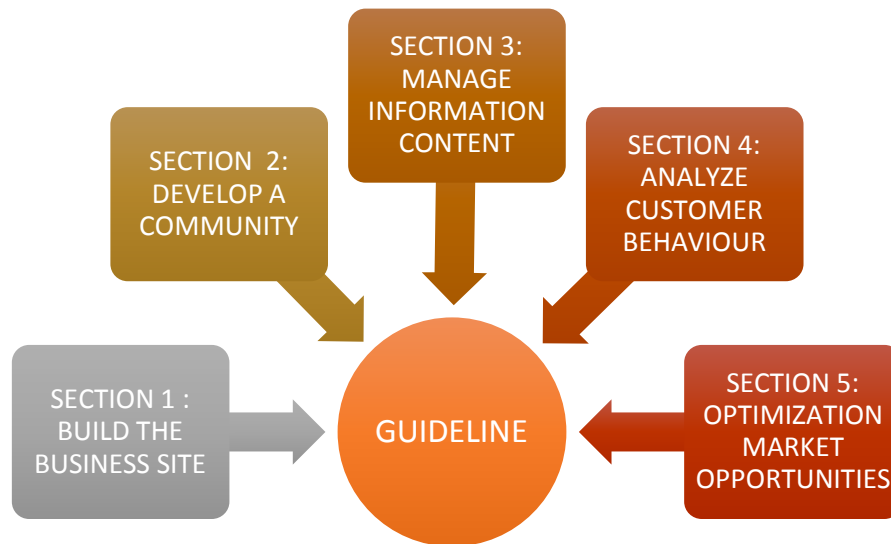 SECTION 1 :
BUILD THE
BUSINESS SITE
SECTION 2:
DEVELOP A
COMMUNITY
SECTION 3:
MANAGE
INFORMATION
CONTENT
SECTION 4:
ANALYZE
CUSTOMER
BEHAVIOUR
SECTION 5:
OPTIMIZATION
MARKET
OPPORTUNITIES
GUIDELINE